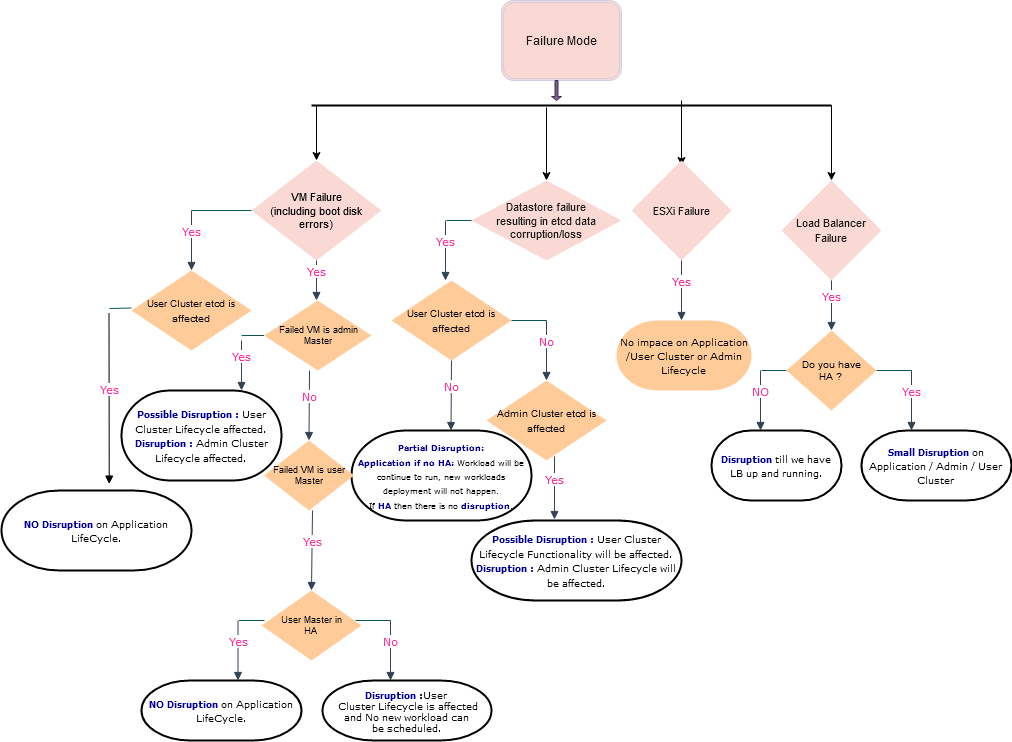 Failure Mode
VM Failure
(including boot disk
errors)
Datastore failure
resulting in etcd data
corruption/loss
ESXi Failure
Load Balancer
Failure
Yes
Yes
Yes
Yes
Yes
User Cluster etcd is
affected
Failed VM is admin
Master
User Cluster etcd is
affected
No impact on Application
/User Cluster or Admin
Lifecycle
Do you have
HA ?
Yes
Yes
No
No
No
NO
Yes
Possible Disruption : User
Cluster Lifecycle affected.
Disruption : Admin Cluster
Lifecycle affected.
Admin Cluster etcd is
affected
Partial Disruption:
Application if no HA: Workload will be
continue to run, new workloads
deployment will not happen.
If HA then there is no disruption.
Disruption till we have
LB up and running.
Small Disruption on
Application / Admin / User
Cluster
Failed VM is user
Master
Yes
NO Disruption on Application
LifeCycle.
Yes
Possible Disruption : User Cluster
Lifecycle Functionality will be affected.
Disruption : Admin Cluster Lifecycle will
be affected.
User Master in
HA
Yes
No
NO Disruption on Application
LifeCycle.
Disruption :User
Cluster Lifecycle is affected
and No new workload can
be scheduled.